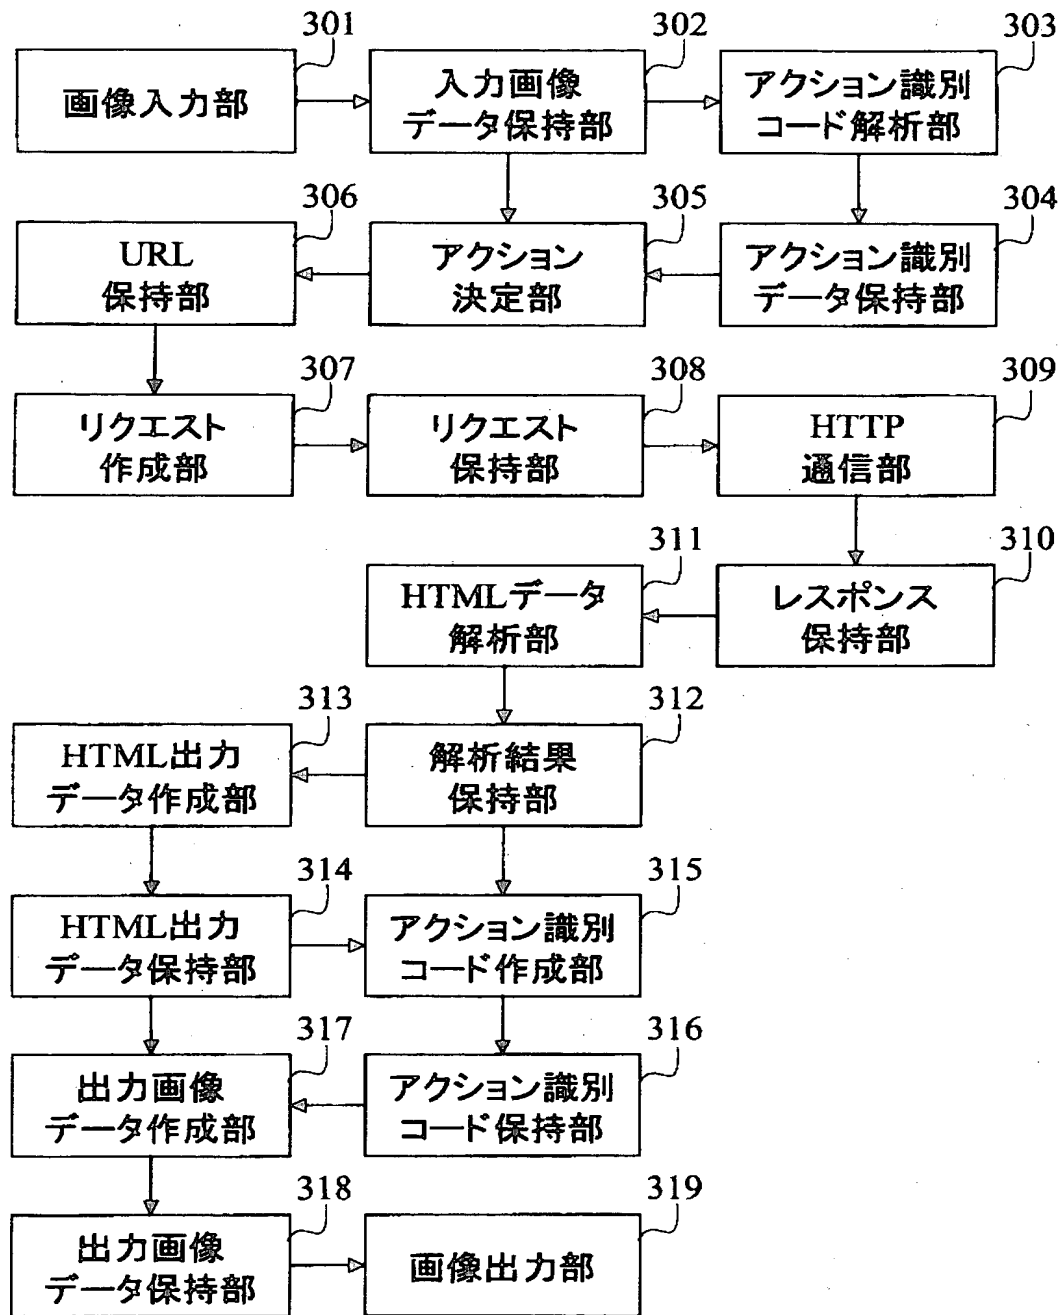 301
画像入力部
302
入力画像
データ保持部
303
アクション識別
コード解析部
306
URL
保持部
305
アクション
決定部
304
アクション識別
データ保持部
307
リクエスト
作成部
308
リクエスト
保持部
309
HTTP
通信部
311
HTMLデータ
解析部
310
レスポンス
保持部
313
HTML出力
データ作成部
312
解析結果
保持部
314
HTML出力
データ保持部
315
アクション識別
コード作成部
317
出力画像
データ作成部
316
アクション識別
コード保持部
318
出力画像
データ保持部
319
画像出力部